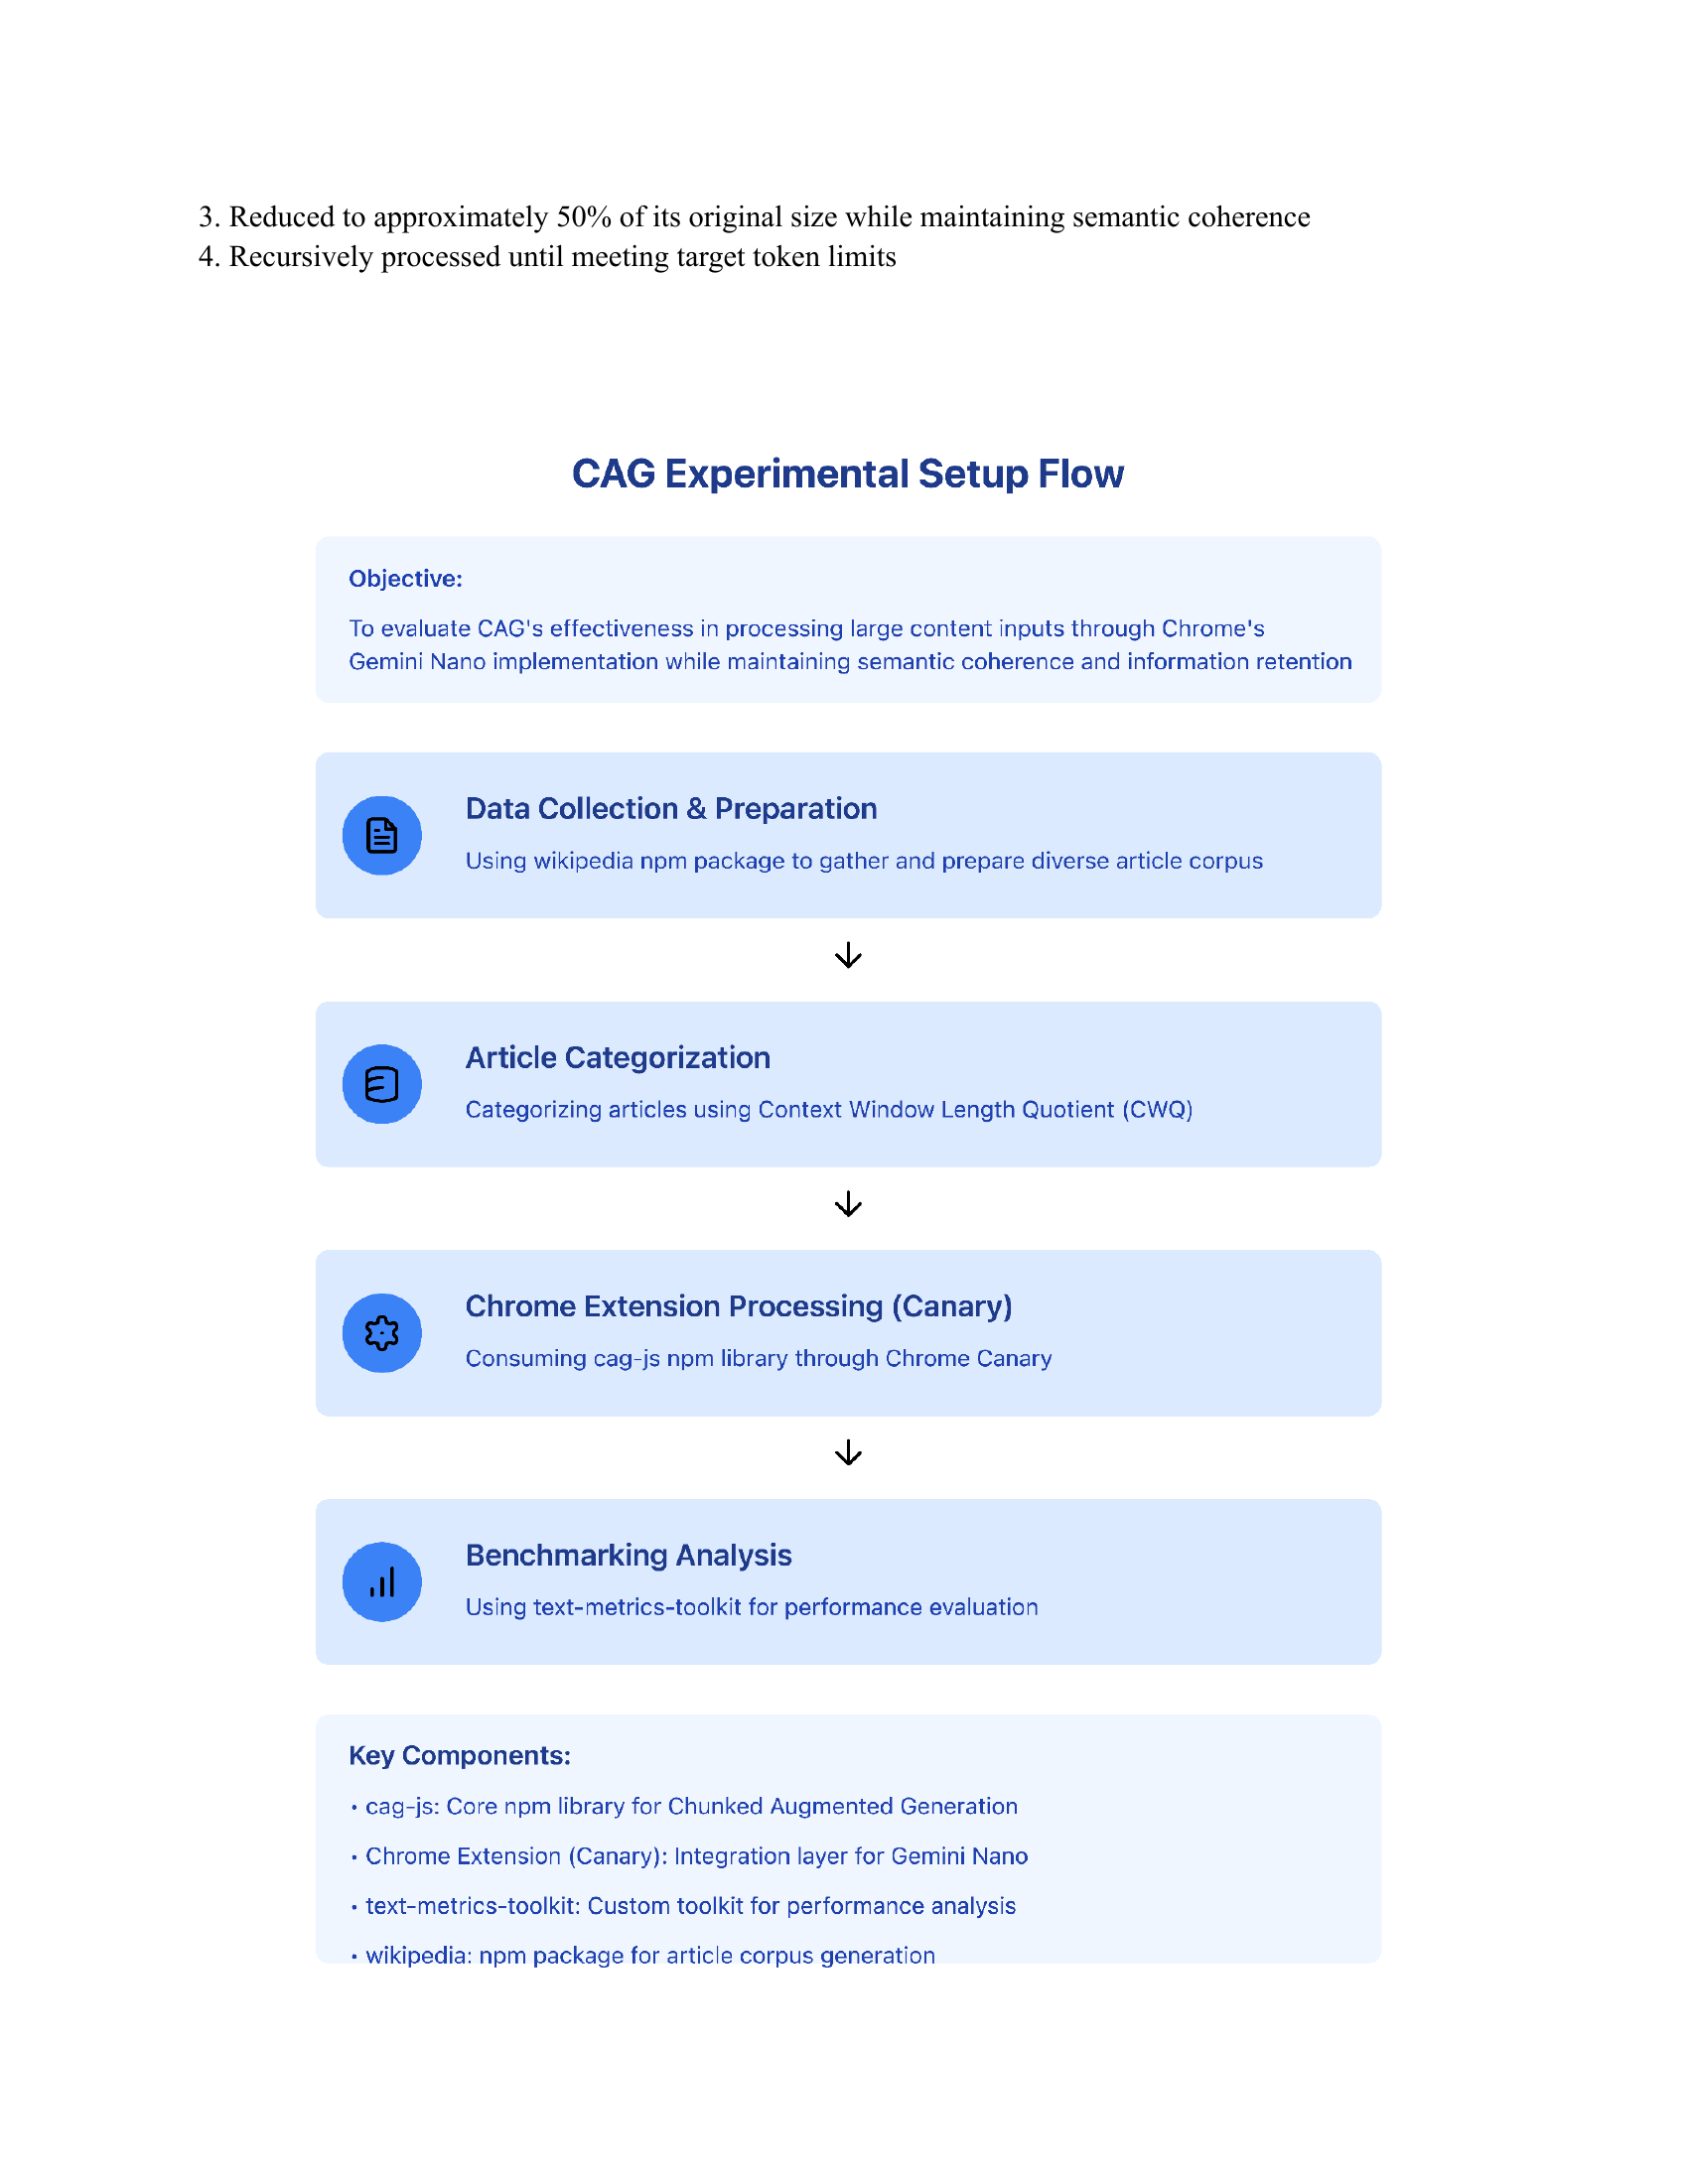 3. Reduced to approximately 50% of its original size while maintaining semantic coherence
4. Recursively processed until meeting target token limits
CAG Experimental Setup Flow
Objective:
To evaluate CAG's effectiveness in processing large content inputs through Chrome's
Gemini Nano implementation while maintaining semantic coherence and information retention
Data Collection & Preparation
Using wikipedia npm package to gather and prepare diverse article corpus
Article Categorization
Categorizing articles using Context Window Length Quotient (CWQ)
Chrome Extension Processing (Canary)
Consuming cag-js npm library through Chrome Canary
Benchmarking Analysis
Using text-metrics-toolkit for performance evaluation
Key Components:
• cag-js: Core npm library for Chunked Augmented Generation
• Chrome Extension (Canary): Integration layer for Gemini Nano
• text-metrics-toolkit: Custom toolkit for performance analysis
• wikipedia: npm package for article corpus generation